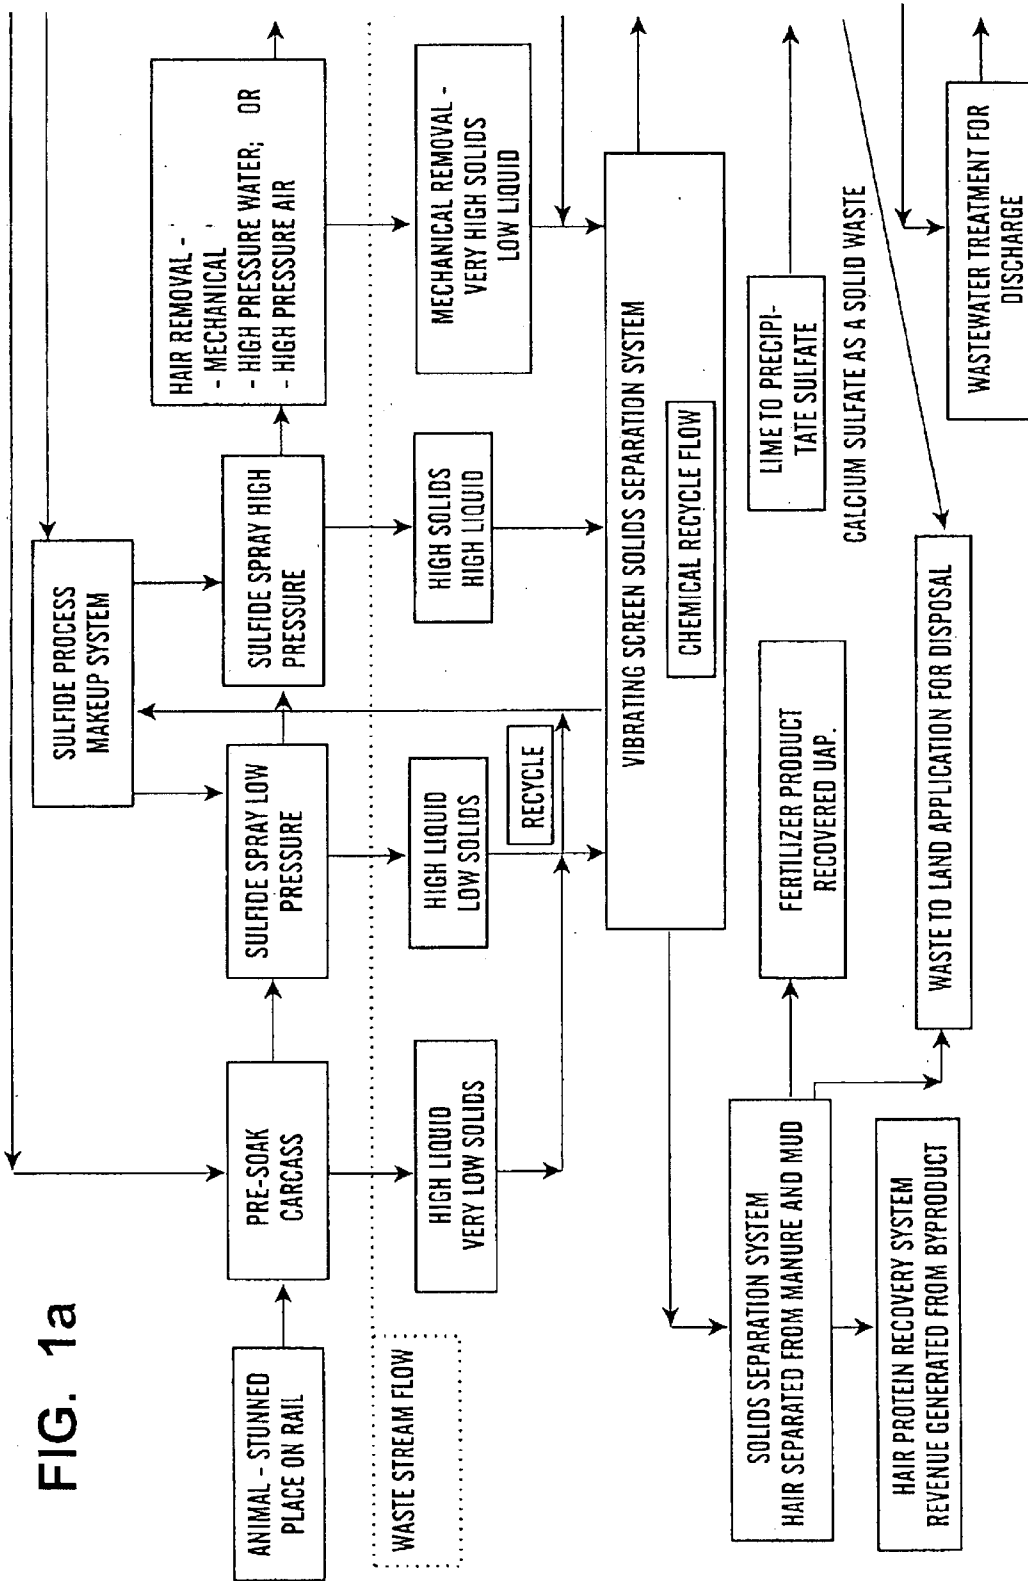 FIG. 1a
SULFIDE PROCESS
MAKEUP SYSTEM
ANIMAL - STUNNED
PLACE ON RAIL
PRE-SOAK
CARCASS
SULFIDE SPRAY LOW
PRESSURE
SULFIDE SPRAY HIGH
PRESSURE
HAIR REMOVAL -
- MECHANICAL
- HIGH PRESSURE WATER; OR
- HIGH PRESSURE AIR
WASTE STREAM FLOW
HIGH LIQUID
VERY LOW SOLIDS
HIGH LIQUID
LOW SOLIDS
HIGH SOLIDS
HIGH LIQUID
MECHANICAL REMOVAL -
VERY HIGH SOLIDS
LOW LIQUID
RECYCLE
VIBRATING SCREEN SOLIDS SEPARATION SYSTEM
CHEMICAL RECYCLE FLOW
SOLIDS SEPARATION SYSTEM
HAIR SEPARATED FROM MANURE AND MUD
FERTILIZER PRODUCT
RECOVERED UAP.
LIME TO PRECIPI-
TATE SULFATE
CALCIUM SULFATE AS A SOLID WASTE
HAIR PROTEIN RECOVERY SYSTEM
REVENUE GENERATED FROM BYPRODUCT
WASTE TO LAND APPLICATION FOR DISPOSAL
WASTEWATER TREATMENT FOR
DISCHARGE